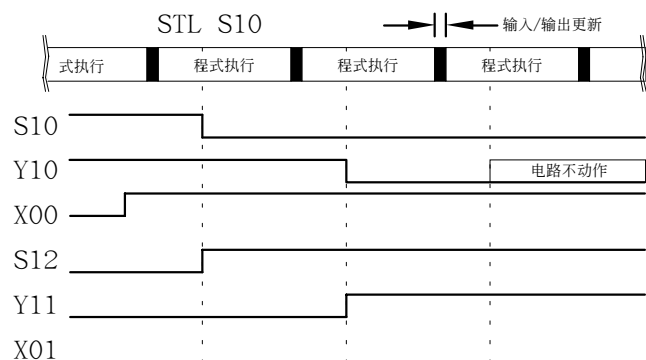 STL S10
输入/输出更新
式执行 程式执行 程式执行 程式执行
S10
Y10 电路不动作
X00
S12
Y11
X01